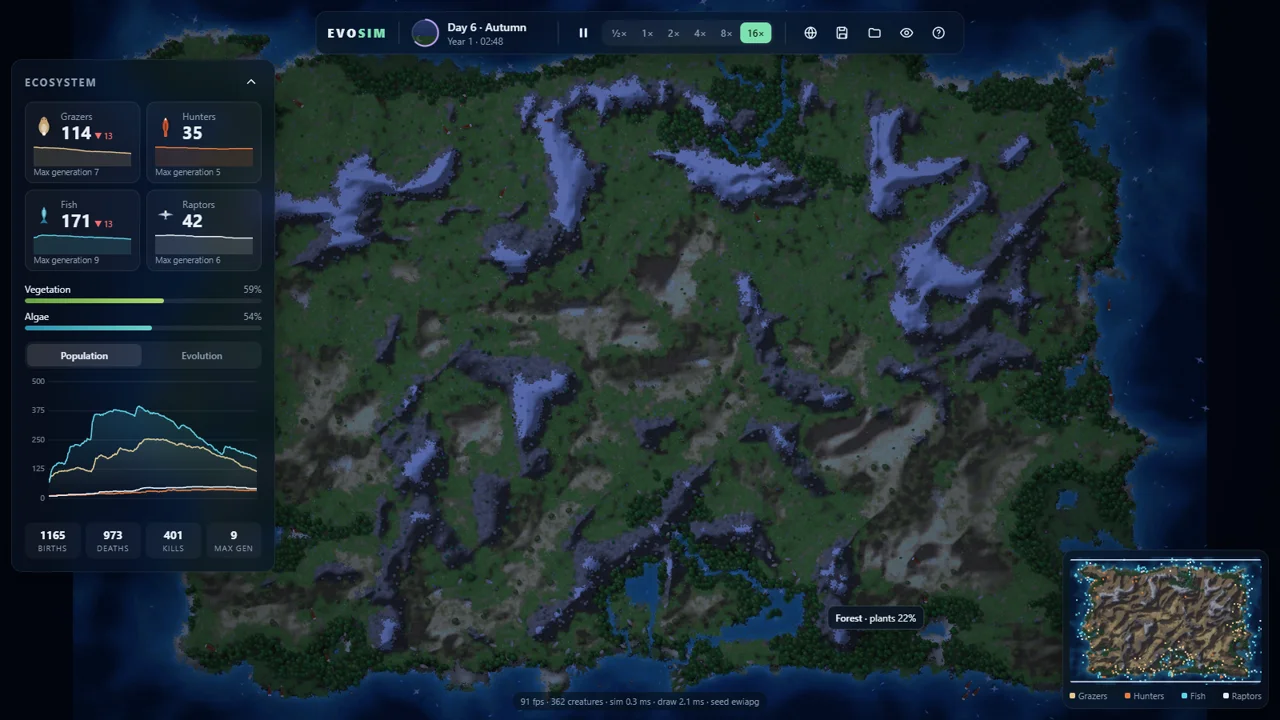 EVOSIM
Day 6 · Autumn
Year 1 · 02:48
½× 1× 2× 4× 8× 16×
ECOSYSTEM
Grazers
114 ▼ 13
Max generation 7
Hunters
35
Max generation 5
Fish
171 ▼ 13
Max generation 9
Raptors
42
Max generation 6
Vegetation 59%
Algae 54%
Population Evolution
500
375
250
125
0
1165 973 401 9
BIRTHS DEATHS KILLS MAX GEN
Forest · plants 22%
Grazers Hunters Fish Raptors
91 fps · 362 creatures · sim 0.3 ms · draw 2.1 ms · seed ewiapg